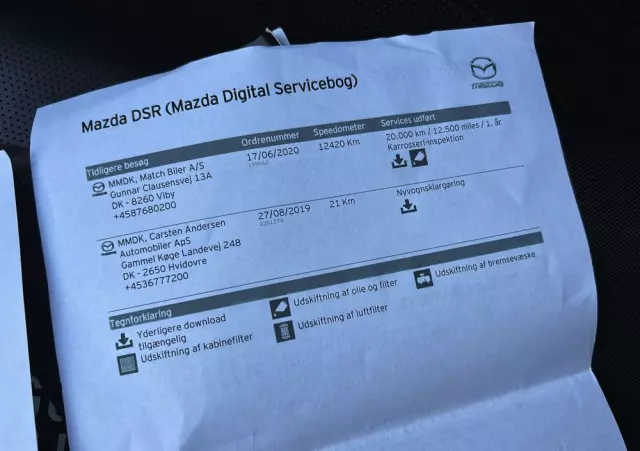 Mazda DSR (Mazda Digital Servicebog)
mazda
Tidligere besøg Ordrenummer Speedometer Services udført
MMDK, Match Biler A/S 17/06/2020 12420 Km 20.000 km / 12.500 miles / 1. år
Gunnar Clausensvej 13A Karrosseri-inspektion
DK - 8260 Viby
+4587680200
MMDK, Carsten Andersen 27/08/2019 21 Km Nyvognsklargøring
Automobiler ApS
Gammel Køge Landevej 248
DK - 2650 Hvidovre
+4536777200
Tegnforklaring
Yderligere download Udskiftning af olie og filter Udskiftning af bremsevæske
tilgængelig Udskiftning af luftfilter
Udskiftning af kabinefilter